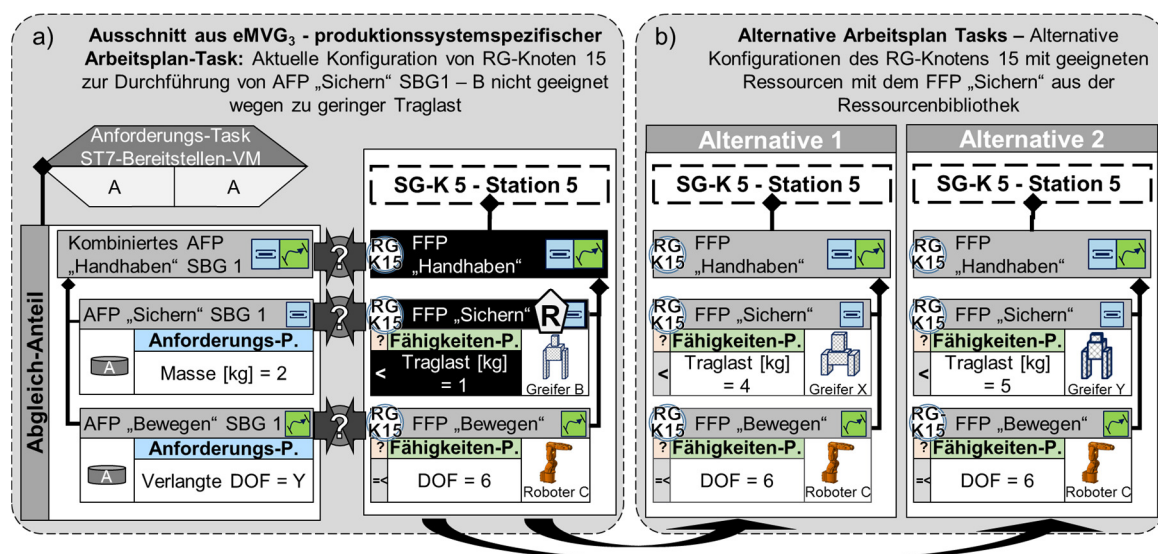 a)
Ausschnitt aus eMVG3 - produktionssystemspezifischer
Arbeitsplan-Task: Aktuelle Konfiguration von RG-Knoten 15
zur Durchführung von AFP „Sichern“ SBG1 – B nicht geeignet
wegen zu geringer Traglast
Anforderungs-Task
ST7-Bereitstellen-VM
A
A
Abgleich-Anteil
Kombiniertes AFP
„Handhaben“ SBG 1
AFP „Sichern“ SBG 1
Anforderungs-P.
A
Masse [kg] = 2
AFP „Bewegen“ SBG 1
Anforderungs-P.
A
Verlangte DOF = Y
?
?
?
SG-K 5 - Station 5
RG
K15
FFP
„Handhaben“
RG
K15
FFP „Sichern“
R
?
Fähigkeiten-P.
<
Traglast [kg]
= 1
Greifer B
RG
K15
FFP „Bewegen“
?
Fähigkeiten-P.
=<
DOF = 6
Roboter C
b)
Alternative Arbeitsplan Tasks – Alternative
Konfigurationen des RG-Knotens 15 mit geeigneten
Ressourcen mit dem FFP „Sichern“ aus der
Ressourcenbibliothek
Alternative 1
SG-K 5 - Station 5
RG
K15
FFP
„Handhaben“
RG
K15
FFP „Sichern“
?
Fähigkeiten-P.
<
Traglast [kg]
= 4
Greifer X
RG
K15
FFP „Bewegen“
?
Fähigkeiten-P.
=<
DOF = 6
Roboter C
Alternative 2
SG-K 5 - Station 5
RG
K15
FFP
„Handhaben“
RG
K15
FFP „Sichern“
?
Fähigkeiten-P.
<
Traglast [kg]
= 5
Greifer Y
RG-
K15
FFP „Bewegen“
?
Fähigkeiten-P.
=<
DOF = 6
Roboter C